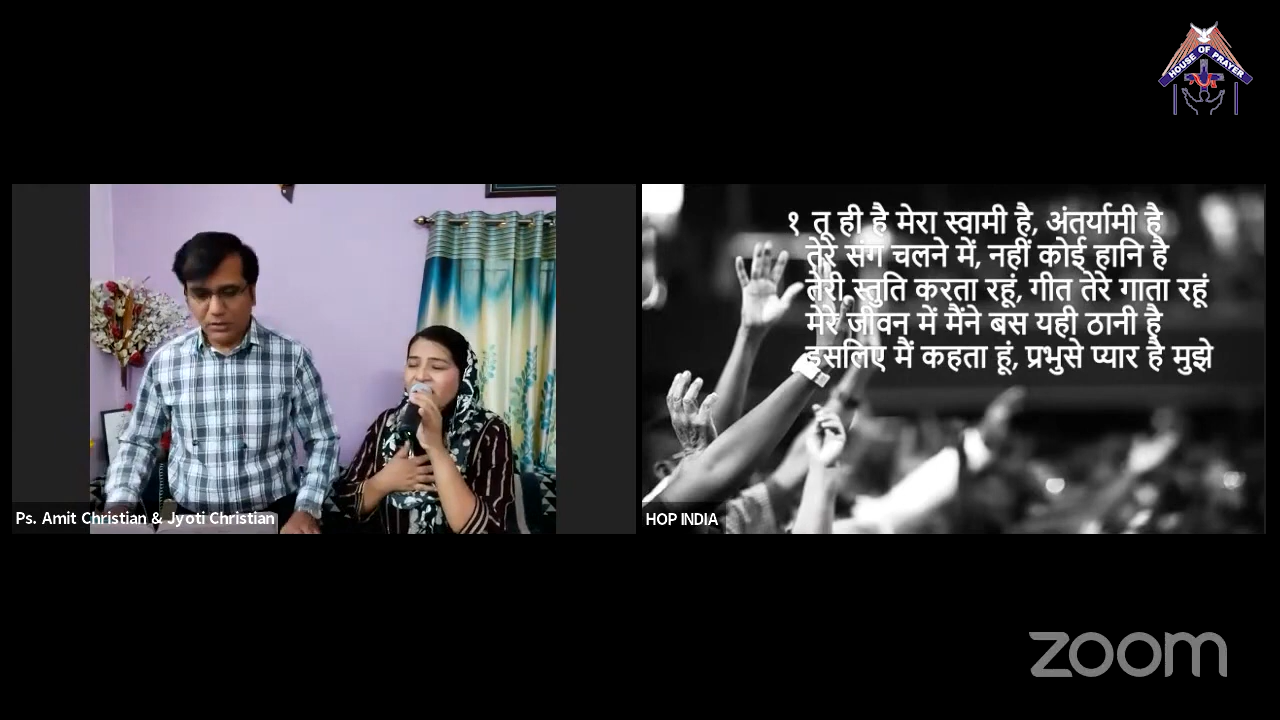 HOUSE OF PRAYER
१ तू ही है मेरा स्वामी है, अंतर्यामी है
तेरे संग चलने में, नहीं कोई हानि है
तेरी स्तुति करता रहूं, गीत तेरे गाता रहूं
मेरे जीवन में मैंने बस यही ठानी है
इसलिए मैं कहता हूं, प्रभुसे प्यार है मुझे
Ps. Amit Christian & Jyoti Christian
HOP INDIA
zoom